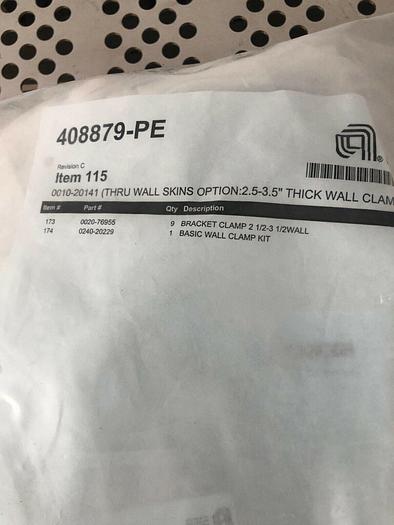 408879-PE
Revision C
Item 115
0010-20141 (THRU WALL SKINS OPTION:2.5-3.5" THICK WALL CLAM
Item # Part # Qty Description
173 0020-76955 9 BRACKET CLAMP 2 1/2-3 1/2WALL
174 0240-20229 1 BASIC WALL CLAMP KIT